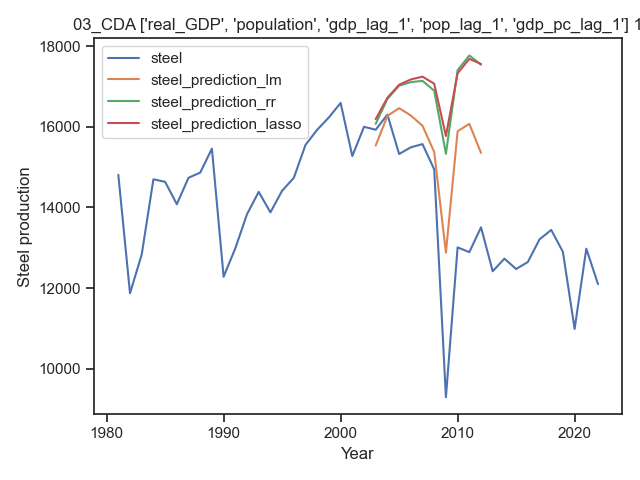 03_CDA ['real_GDP', 'population', 'gdp_lag_1', 'pop_lag_1', 'gdp_pc_lag_1'] 1
18000
16000
14000
12000
10000
Steel production
steel
steel_prediction_lm
steel_prediction_rr
steel_prediction_lasso
1980
1990
2000
2010
2020
Year